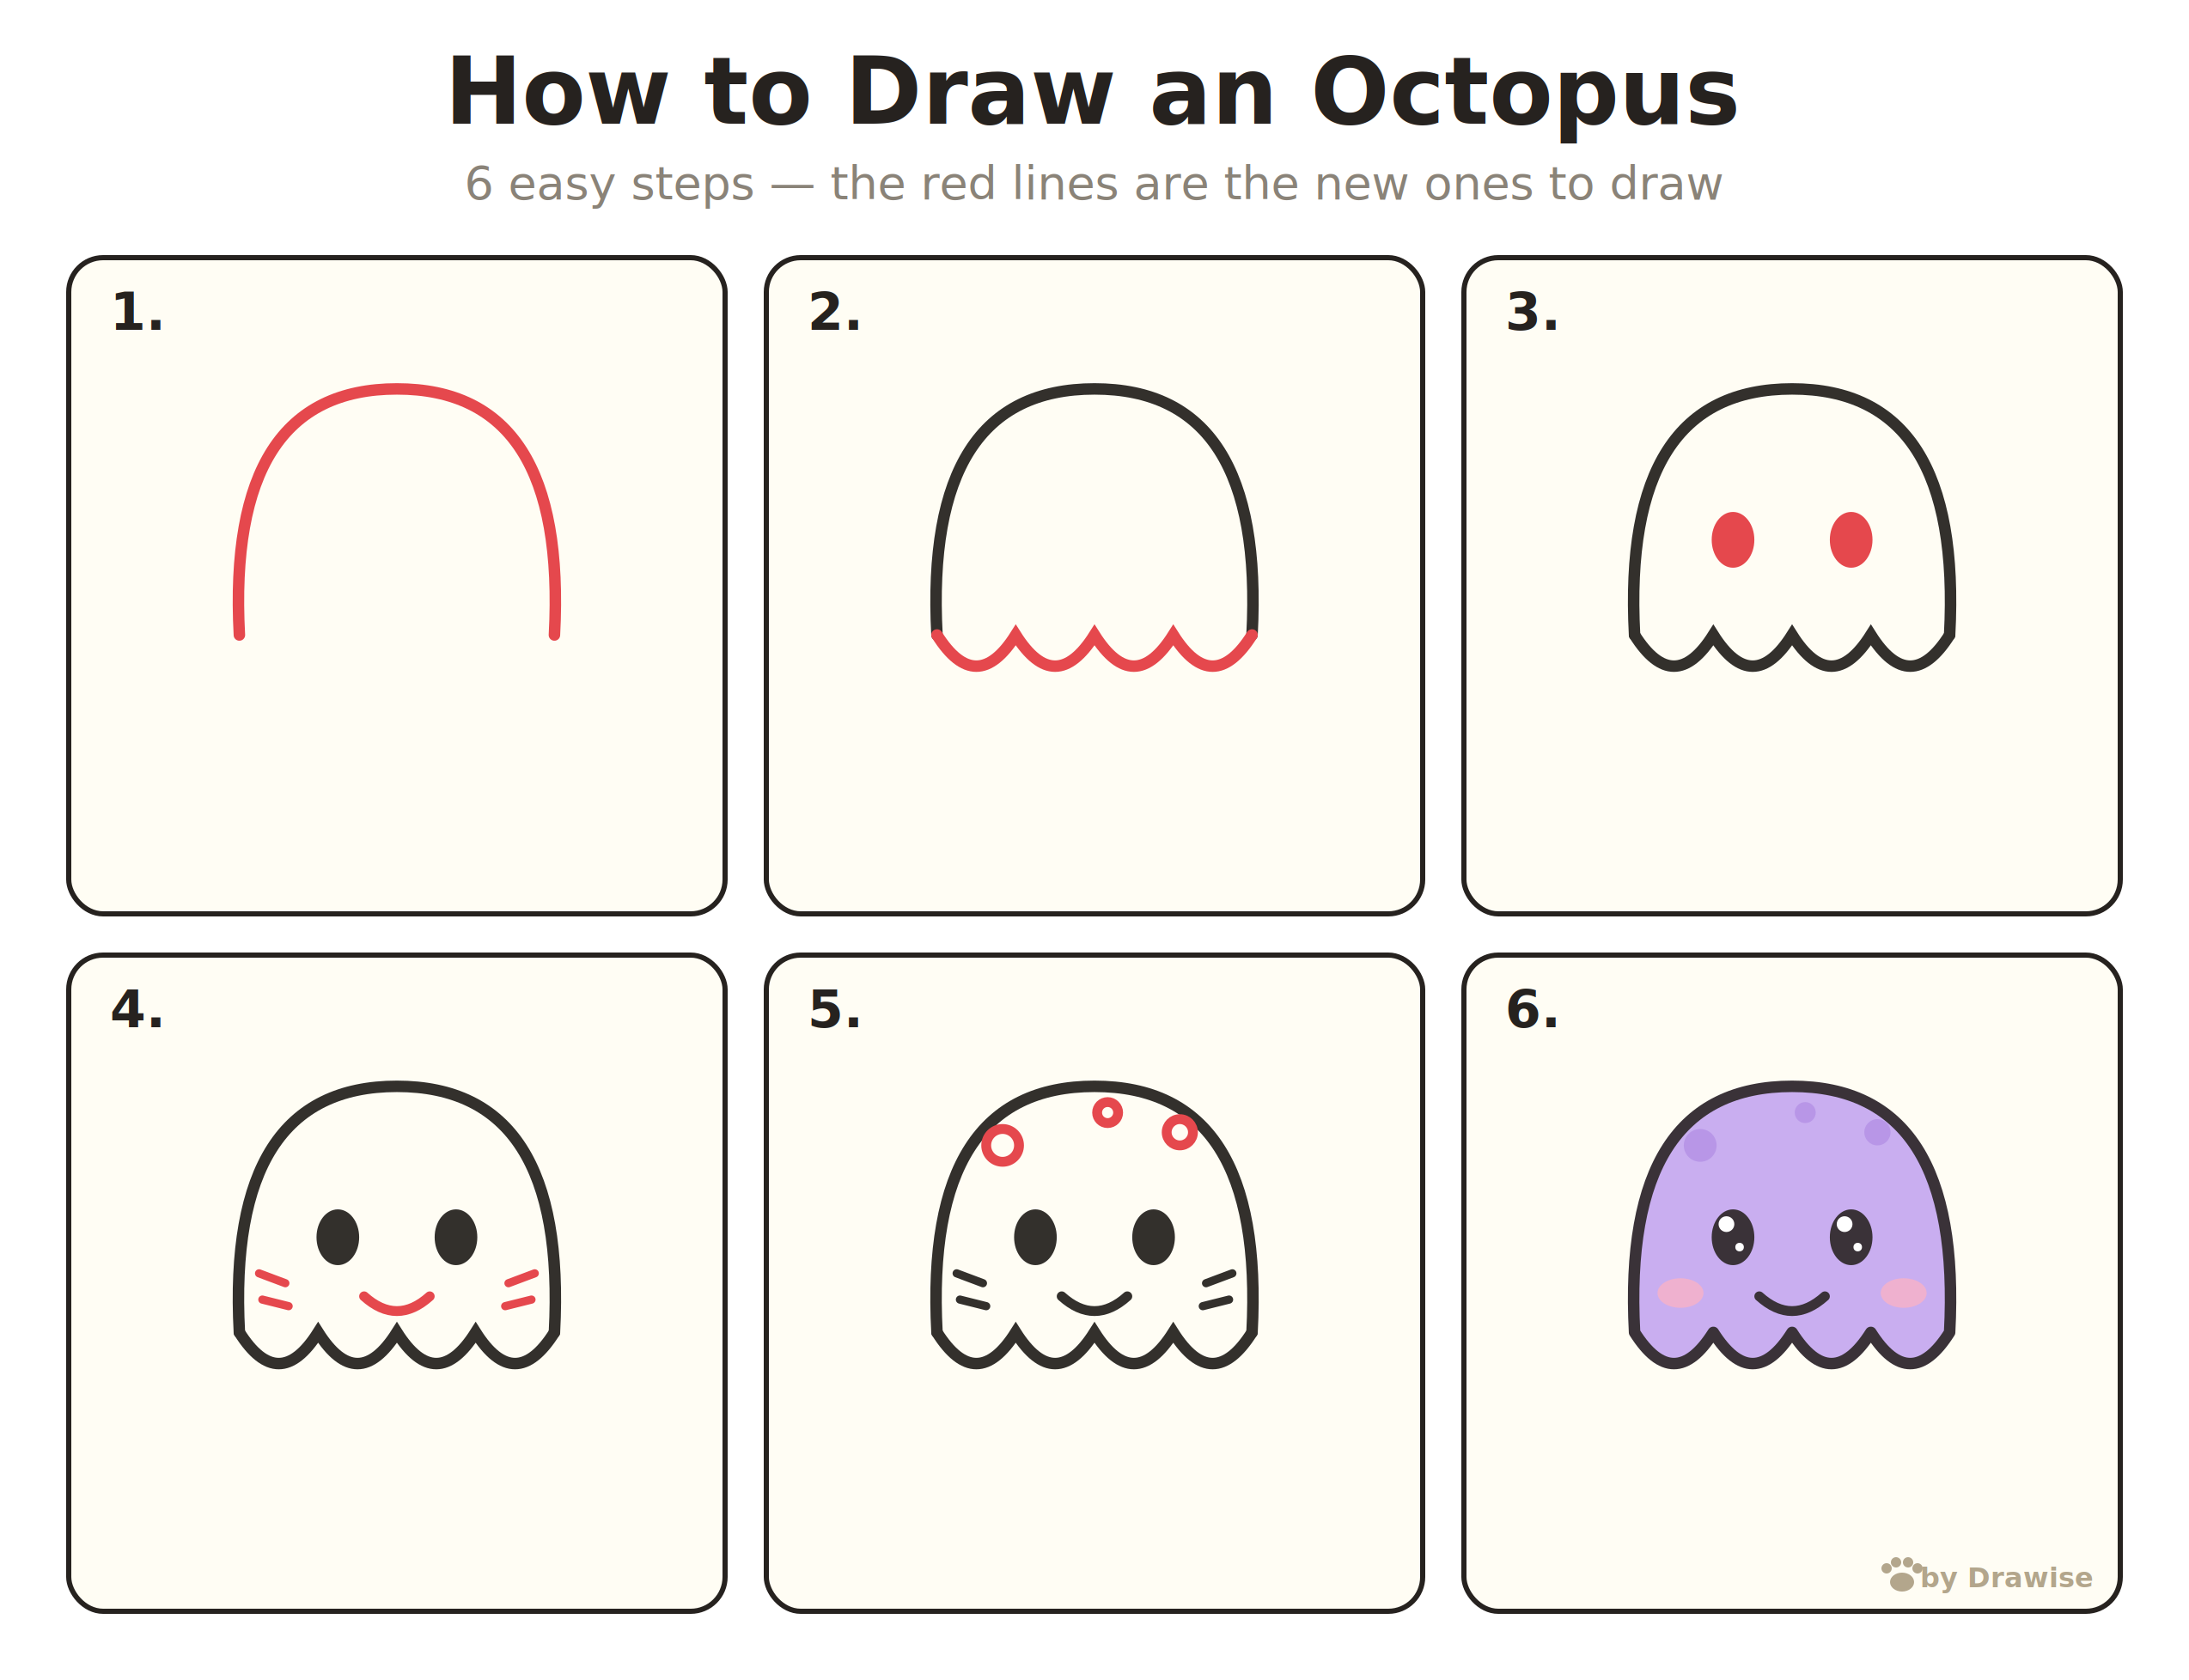 How to Draw an Octopus
6 easy steps — the red lines are the new ones to draw
1.
2.
3.
4.
5.
6.
by Drawise